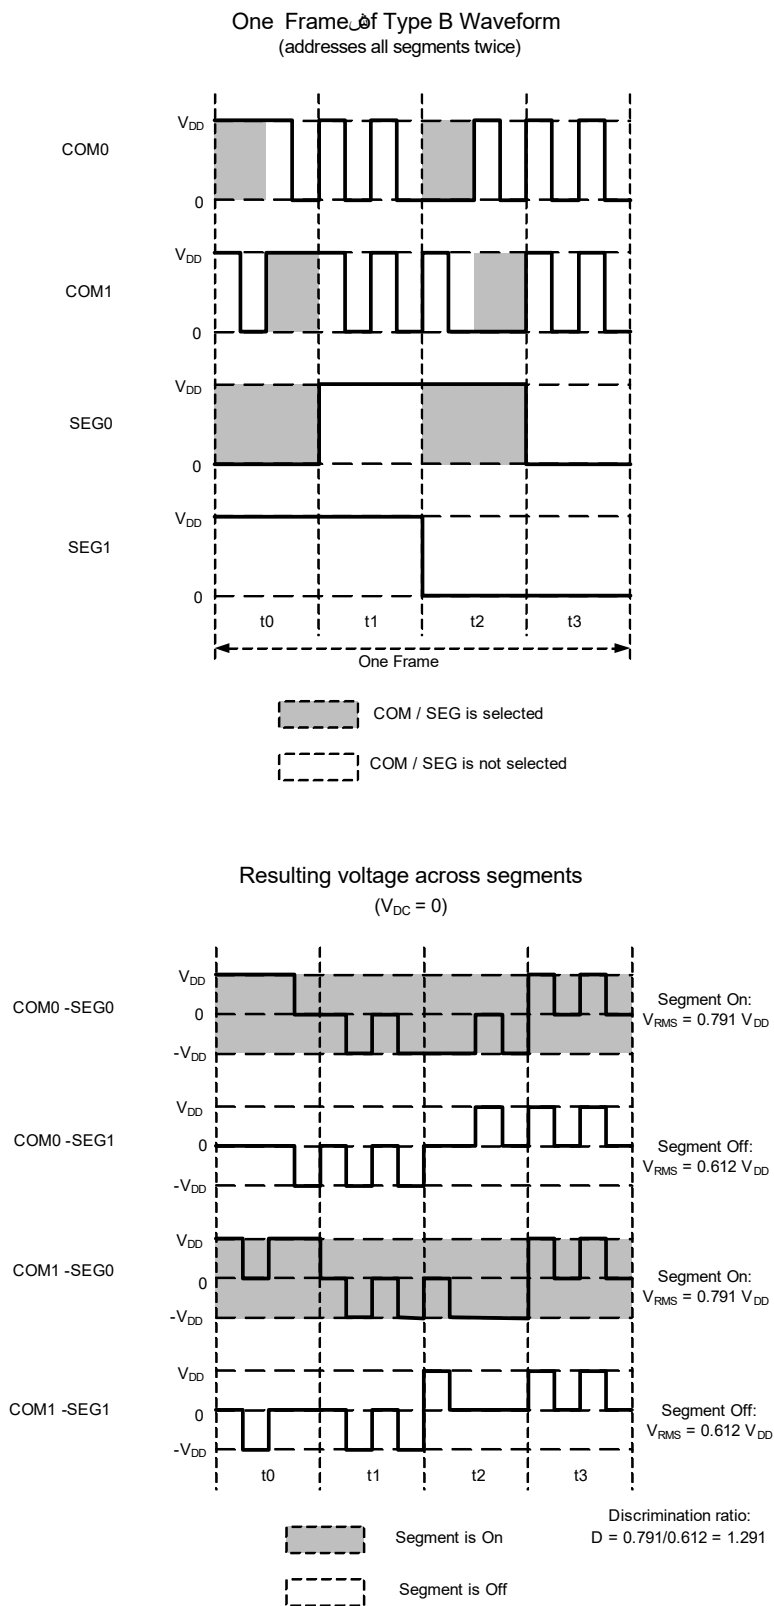 One Frameش of Type B Waveform
(addresses all segments twice)
VDD
COM0
0
VDD
COM1
0
VDD
SEG0
0
VDD
SEG1
0
t0 t1 t2 t3
One Frame
COM / SEG is selected
COM / SEG is not selected
Resulting voltage across segments
(VDC = 0)
VDD
COM0 -SEG0
0
-VDD
Segment On:
VRMS = 0.791 VDD
VDD
COM0 -SEG1
0
-VDD
Segment Off:
VRMS = 0.612 VDD
VDD
COM1 -SEG0
0
-VDD
Segment On:
VRMS = 0.791 VDD
VDD
COM1 -SEG1
0
-VDD
Segment Off:
VRMS = 0.612 VDD
t0 t1 t2 t3
Segment is On
Segment is Off
Discrimination ratio:
D = 0.791/0.612 = 1.291